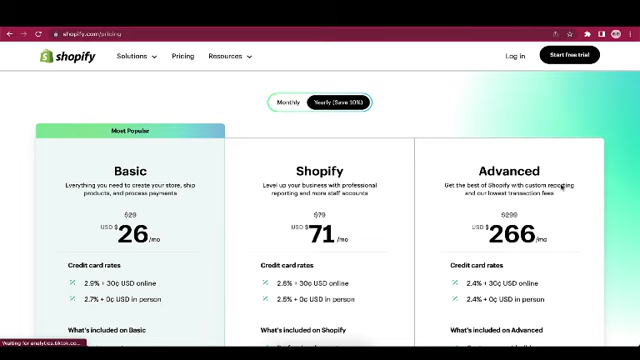 shopify.com/pricing
shopify
Solutions
Pricing
Resources
Log in
Start free trial
Monthly
Yearly (Save 10%)
Most Popular
Basic
Everything you need to create your store, ship
products, and process payments
$29
USD $ 26 /mo
Credit card rates
2.9% + 30¢ USD online
2.7% + 0¢ USD in person
What's included on Basic
Shopify
Level up your business with professional
reporting and more staff accounts
$79
USD $ 71 /mo
Credit card rates
2.6% + 30¢ USD online
2.5% + 0¢ USD in person
What's included on Shopify
Advanced
Get the best of Shopify with custom reporting
and our lowest transaction fees
$299
USD $ 266 /mo
Credit card rates
2.4% + 30¢ USD online
2.4% + 0¢ USD in person
What's included on Advanced
Waiting for analytics.tiktok.co...